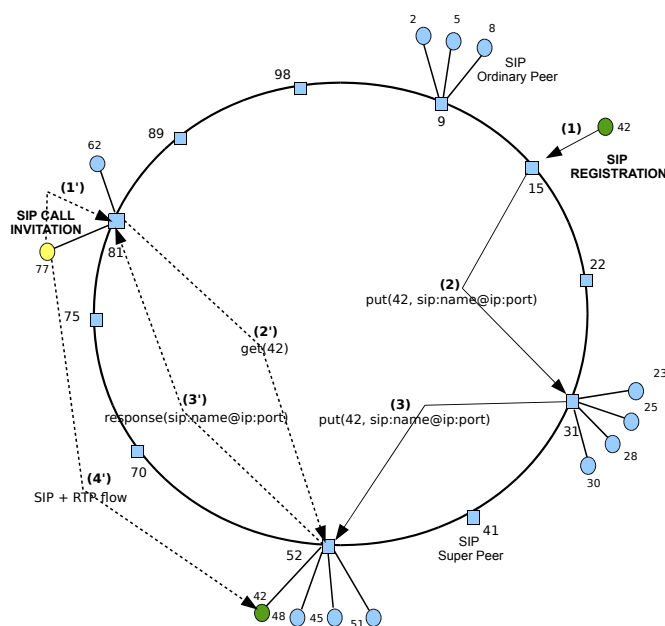 2
5
8
SIP
Ordinary Peer
98
9
(1)
42
SIP
REGISTRATION
89
62
15
(1')
SIP CALL
INVITATION
81
77
22
(2)
put(42, sip:name@ip:port)
75
(2')
get(42)
23
25
(3')
response(sip:name@ip:port)
(3)
put(42, sip:name@ip:port)
31
28
30
70
(4')
SIP + RTP flow
41
SIP
Super Peer
52
42
48
45
51